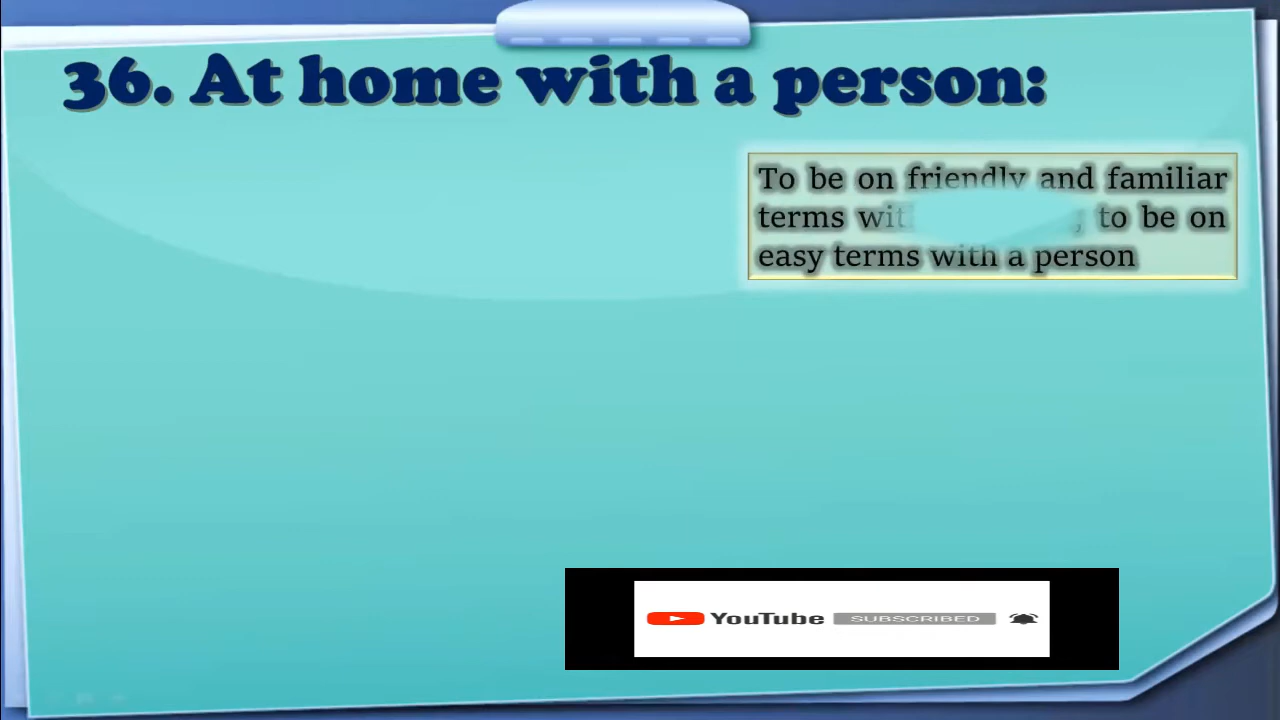 36. At home with a person:
To be on friendly and familiar
terms to be on
easy terms with a person
YouTube SUBSCRIBED